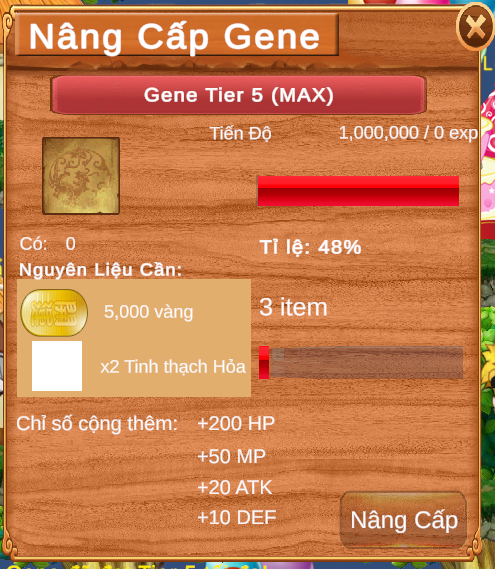 Nâng Cấp Gene
Gene Tier 5 (MAX)
Tiến Độ 1,000,000 / 0 exp
Có: 0
Tỉ lệ: 48%
Nguyên Liệu Cần:
5,000 vàng
3 item
x2 Tinh thạch Hỏa
Chỉ số cộng thêm: +200 HP
+50 MP
+20 ATK
+10 DEF
Nâng Cấp